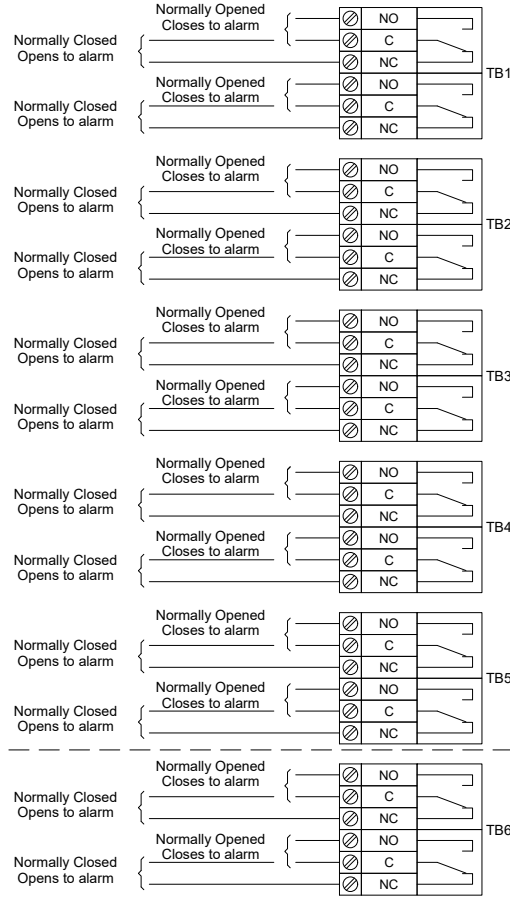 Normally Opened
Closes to alarm
NO
Normally Closed
Opens to alarm
C
NC
TB1
Normally Opened
Closes to alarm
NO
Normally Closed
Opens to alarm
C
NC
Normally Opened
Closes to alarm
NO
Normally Closed
Opens to alarm
C
NC
TB2
Normally Opened
Closes to alarm
NO
Normally Closed
Opens to alarm
C
NC
Normally Opened
Closes to alarm
NO
Normally Closed
Opens to alarm
C
NC
TB3
Normally Opened
Closes to alarm
NO
Normally Closed
Opens to alarm
C
NC
Normally Opened
Closes to alarm
NO
Normally Closed
Opens to alarm
C
NC
TB4
Normally Opened
Closes to alarm
NO
Normally Closed
Opens to alarm
C
NC
Normally Opened
Closes to alarm
NO
Normally Closed
Opens to alarm
C
NC
TB5
Normally Opened
Closes to alarm
NO
Normally Closed
Opens to alarm
C
NC
Normally Opened
Closes to alarm
NO
Normally Closed
Opens to alarm
C
NC
TB6
Normally Opened
Closes to alarm
NO
Normally Closed
Opens to alarm
C
NC